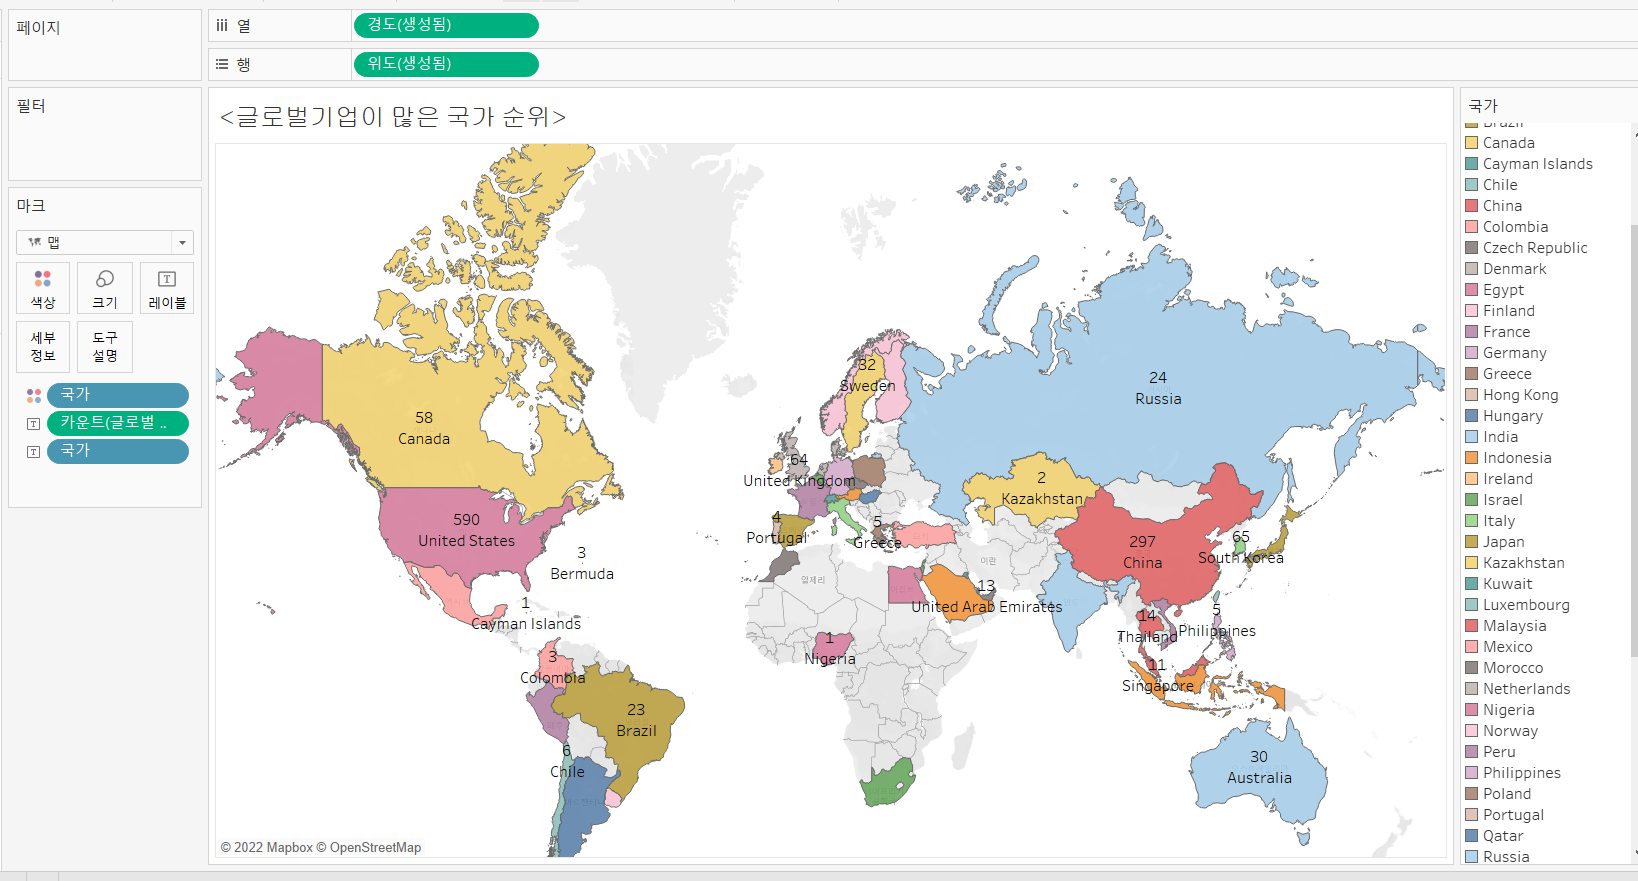 페이지
iii 열
경도(생성됨)
행
위도(생성됨)
필터
<글로벌기업이 많은 국가 순위>
마크
맵
색상
크기
레이블
세부
정보
도구
설명
국가
카운트(글로벌 ..
국가
58
Canada
590
United States
3
Bermuda
1
Cayman Islands
3
Colombia
23
Brazil
6
Chile
32
Sweden
64
United Kingdom
4
Portugal
5
Greece
알제리
이란
1
Nigeria
13
United Arab Emirates
24
Russia
2
Kazakhstan
297
China
65
South Korea
14
Thailand
5
Philippines
11
Singapore
30
Australia
© 2022 Mapbox © OpenStreetMap
국가
Brazil
Canada
Cayman Islands
Chile
China
Colombia
Czech Republic
Denmark
Egypt
Finland
France
Germany
Greece
Hong Kong
Hungary
India
Indonesia
Ireland
Israel
Italy
Japan
Kazakhstan
Kuwait
Luxembourg
Malaysia
Mexico
Morocco
Netherlands
Nigeria
Norway
Peru
Philippines
Poland
Portugal
Qatar
Russia